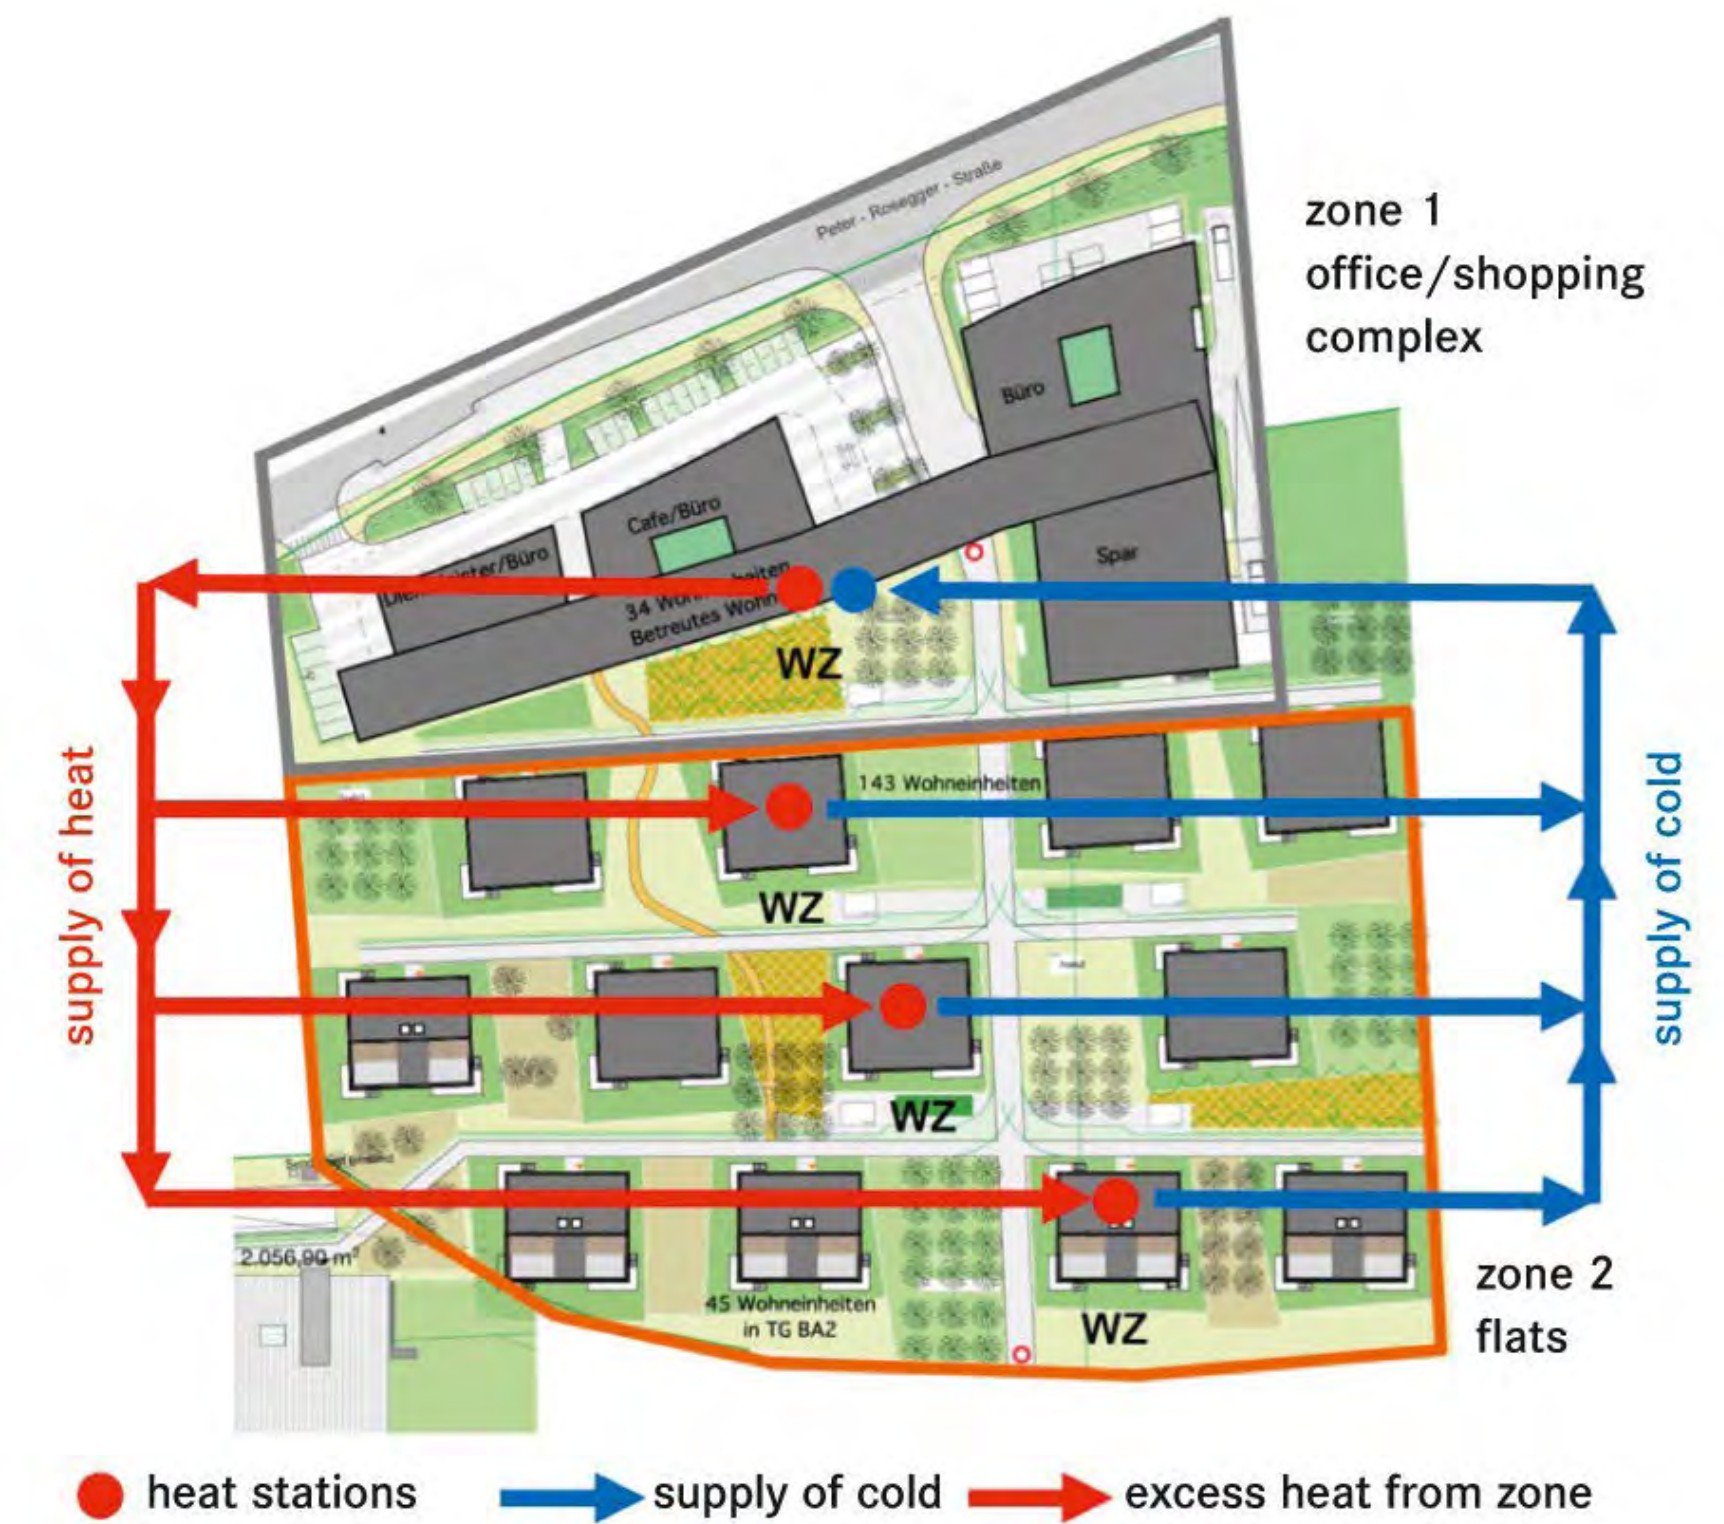 Peter - Rosegger - Straße
zone 1
office/shopping
complex
Büro
Cafe/Büro
Spar
34
Betreutes
WZ
143 Wohneinheiten
supply of heat
supply of cold
WZ
WZ
2.056,90 m²
45 Wohneinheiten
in TG BA2
WZ
zone 2
flats
heat stations
supply of cold
excess heat from zone